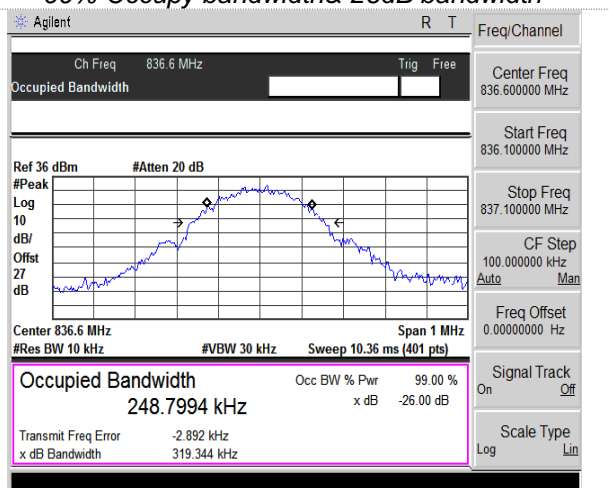 99% Occupy bandwidth& 26dB bandwidth
Agilent R T
Freq/Channel
Ch Freq 836.6 MHz Trig Free
Occupied Bandwidth
Center Freq
836.600000 MHz
Start Freq
836.100000 MHz
Stop Freq
837.100000 MHz
CF Step
100.000000 kHz
Auto Man
Freq Offset
0.00000000 Hz
Signal Track
On Off
Scale Type
Log Lin
Ref 36 dBm #Atten 20 dB
#Peak
Log
10
dB/
Offst
27
dB
Center 836.6 MHz Span 1 MHz
#Res BW 10 kHz #VBW 30 kHz Sweep 10.36 ms (401 pts)
Occupied Bandwidth Occ BW % Pwr 99.00 %
248.7994 kHz x dB -26.00 dB
Transmit Freq Error -2.892 kHz
x dB Bandwidth 319.344 kHz